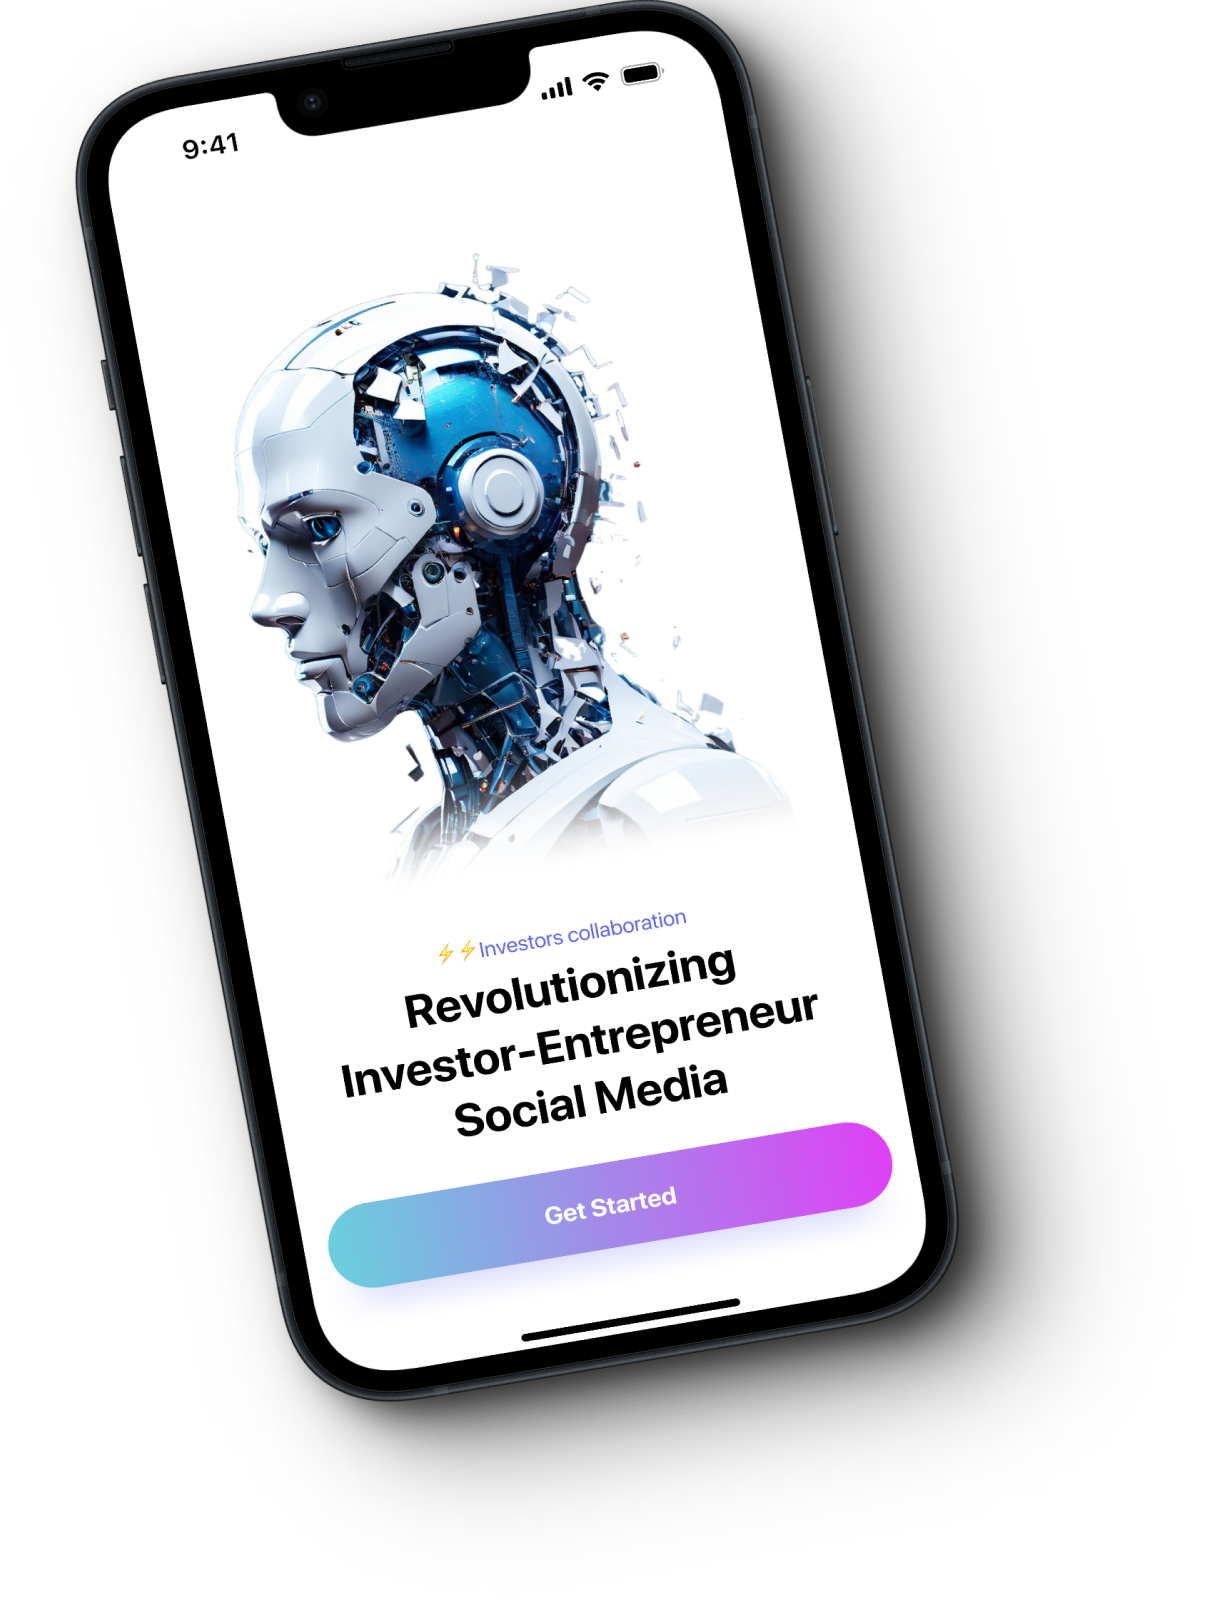 9:41
⚡⚡Investors collaboration
Revolutionizing
Investor-Entrepreneur
Social Media
Get Started